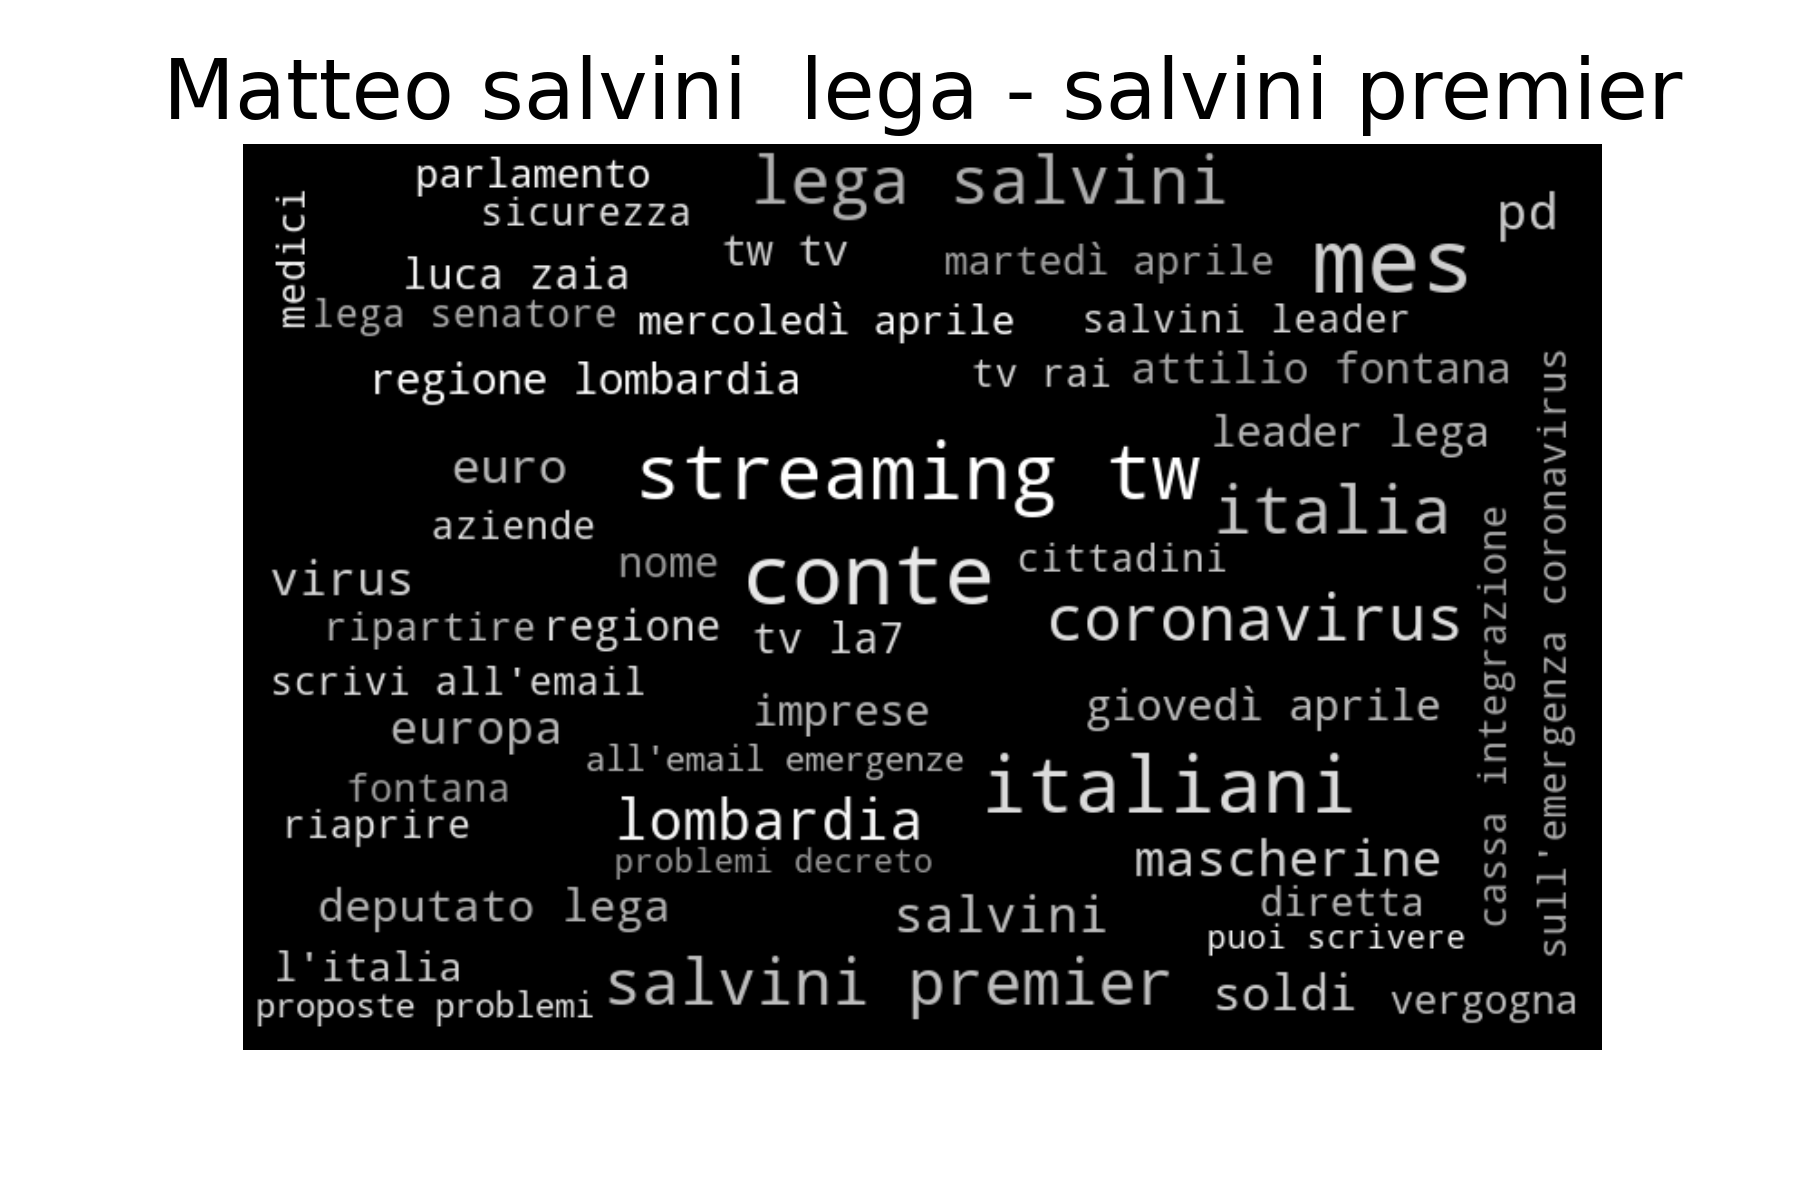 Matteo salvini  lega - salvini premier
parlamento
lega salvini
medici
sicurezza
pd
tw tv
martedì aprile
mes
luca zaia
lega senatore
mercoledì aprile
salvini leader
regione lombardia
tv rai
attilio fontana
sull'emergenza coronavirus
leader lega
euro
streaming tw
italia
aziende
nome
conte
cittadini
cassa integrazione
virus
ripartire
regione
tv la7
coronavirus
scrivi all'email
europa
imprese
giovedì aprile
all'email emergenze
italiani
fontana
riaprire
lombardia
problemi decreto
mascherine
deputato lega
salvini
diretta
puoi scrivere
l'italia
proposte problemi
salvini premier
soldi
vergogna